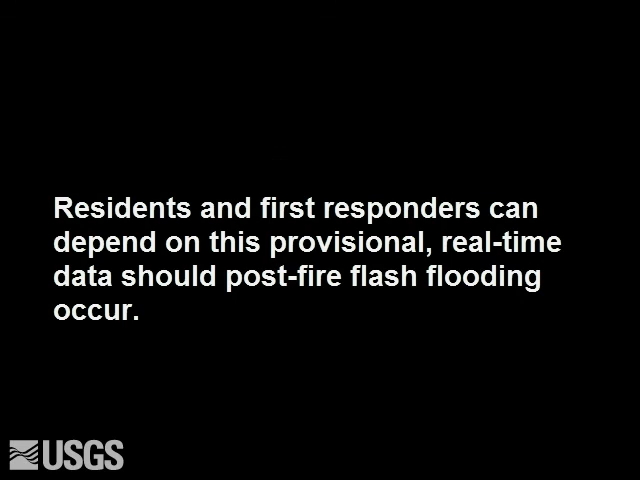 Residents and first responders can
depend on this provisional, real-time
data should post-fire flash flooding
occur.
USGS